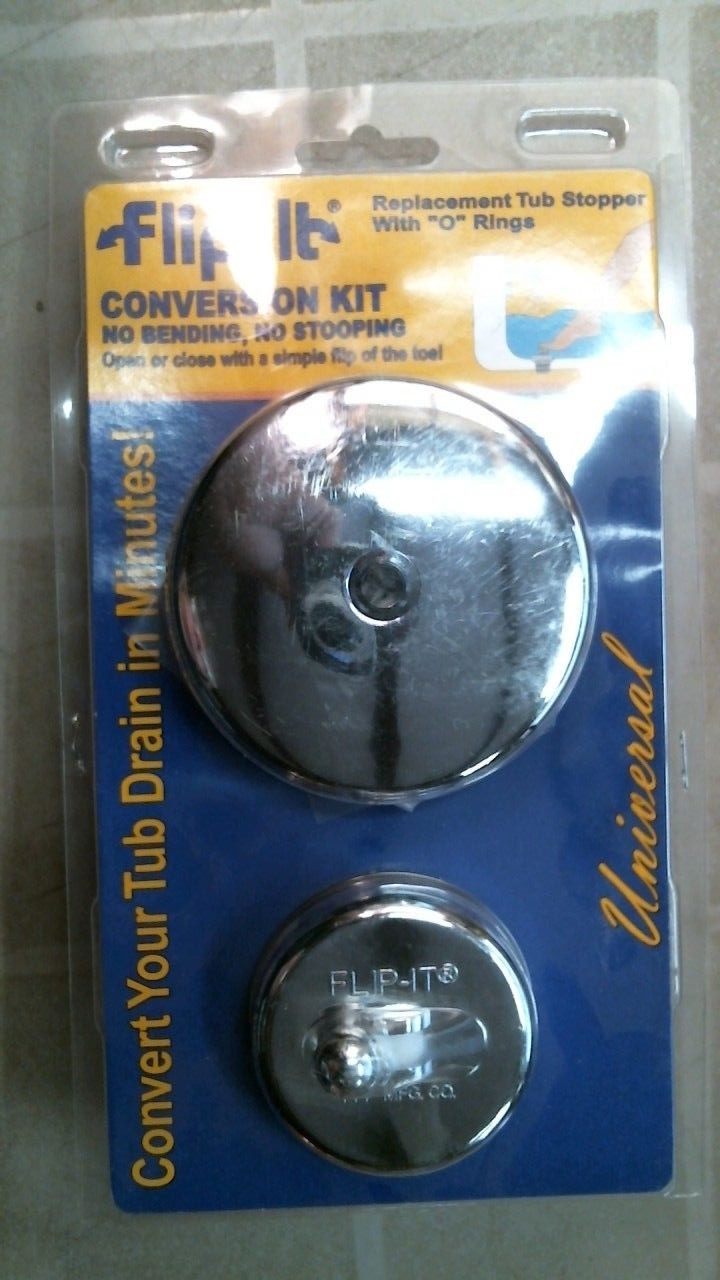 Flip It®
Replacement Tub Stopper
With "O" Rings
CONVERSION KIT
NO BENDING, NO STOOPING
Open or close with a simple flip of the toe!
Convert Your Tub Drain in Minutes!
Universal
FLIP-IT®
MFG. CO.